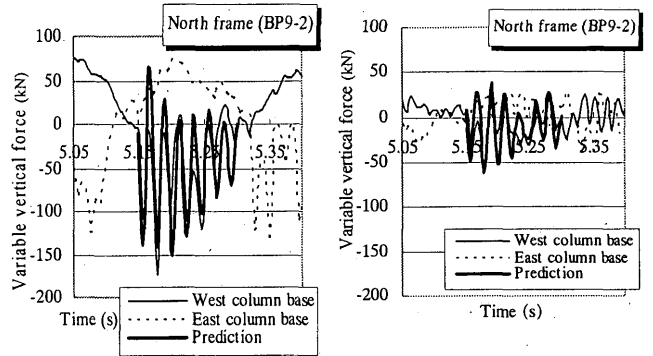 North frame (BP9-2)
100
50
0
-50
-100
-150
-200
Variable vertical force (kN)
5.05
5.15
5.25
5.35
Time (s)
West column base
East column base
Prediction
North frame (BP9-2)
100
50
0
-50
-100
-150
-200
Variable vertical force (kN)
5.05
5.15
5.25
5.35
West column base
East column base
Prediction
Time (s)